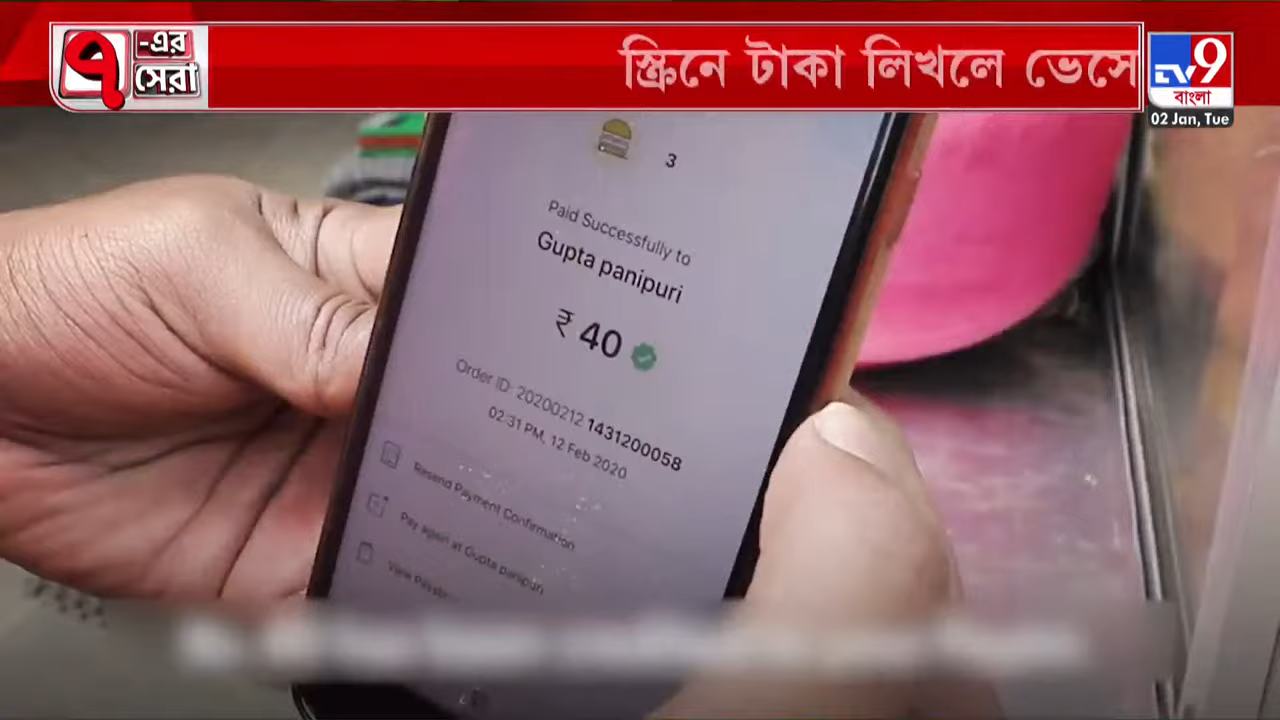 ৭
-এর
সেরা
স্ক্রিনে টাকা লিখলে ভেসে
TV9
বাংলা
02 Jan, Tue
3
Paid Successfully to
Gupta panipuri
₹ 40
Order ID: 20200212 1431200058
02:31 PM, 12 Feb 2020
Resend Payment Confirmation
Pay again at Gupta panipuri
View